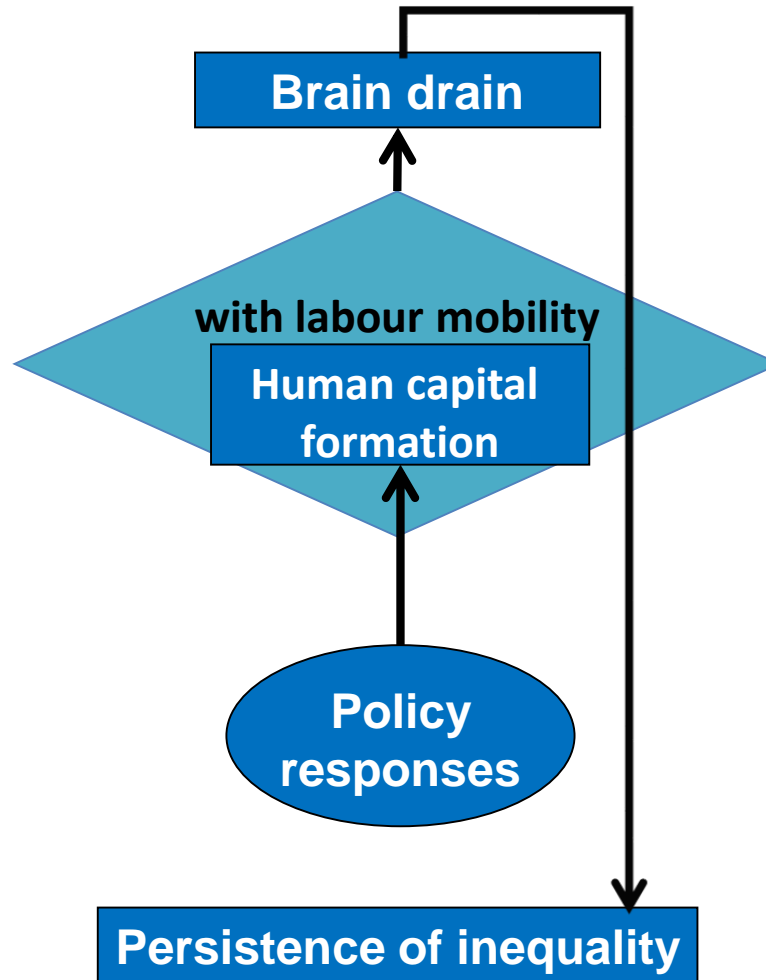 Brain drain
with labour mobility
Human capital
formation
Policy
responses
Persistence of inequality